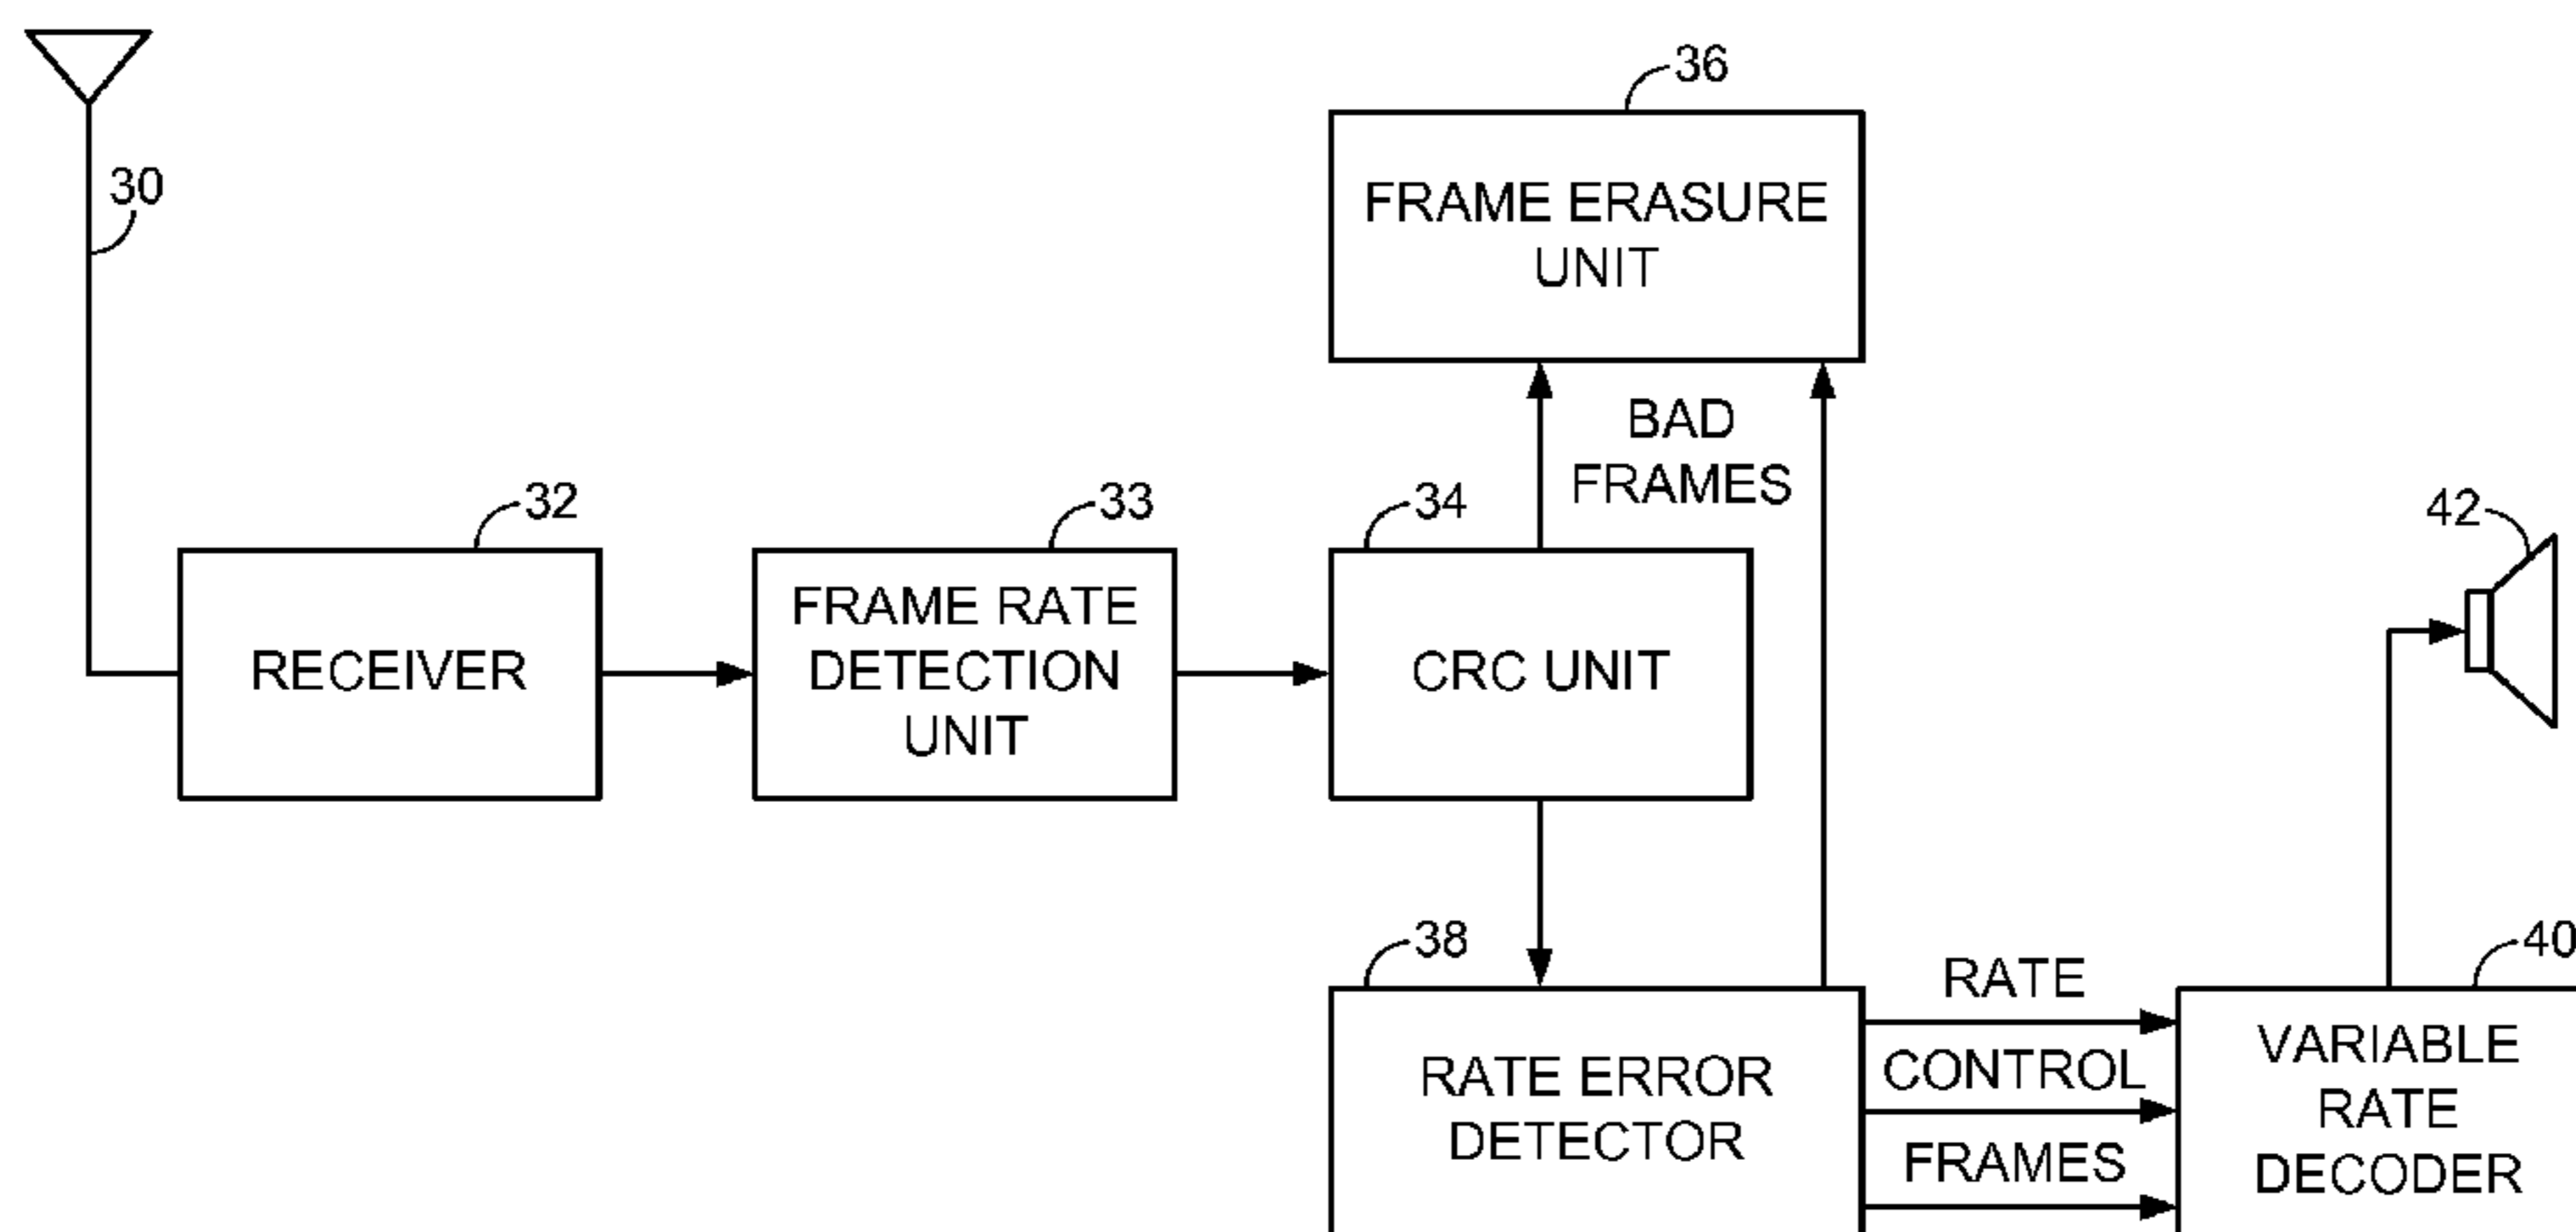 36
FRAME ERASURE
UNIT
30
BAD
FRAMES
32
33
34
42
RECEIVER
FRAME RATE
DETECTION
UNIT
CRC UNIT
38
40
RATE
CONTROL
FRAMES
RATE ERROR
DETECTOR
VARIABLE
RATE
DECODER